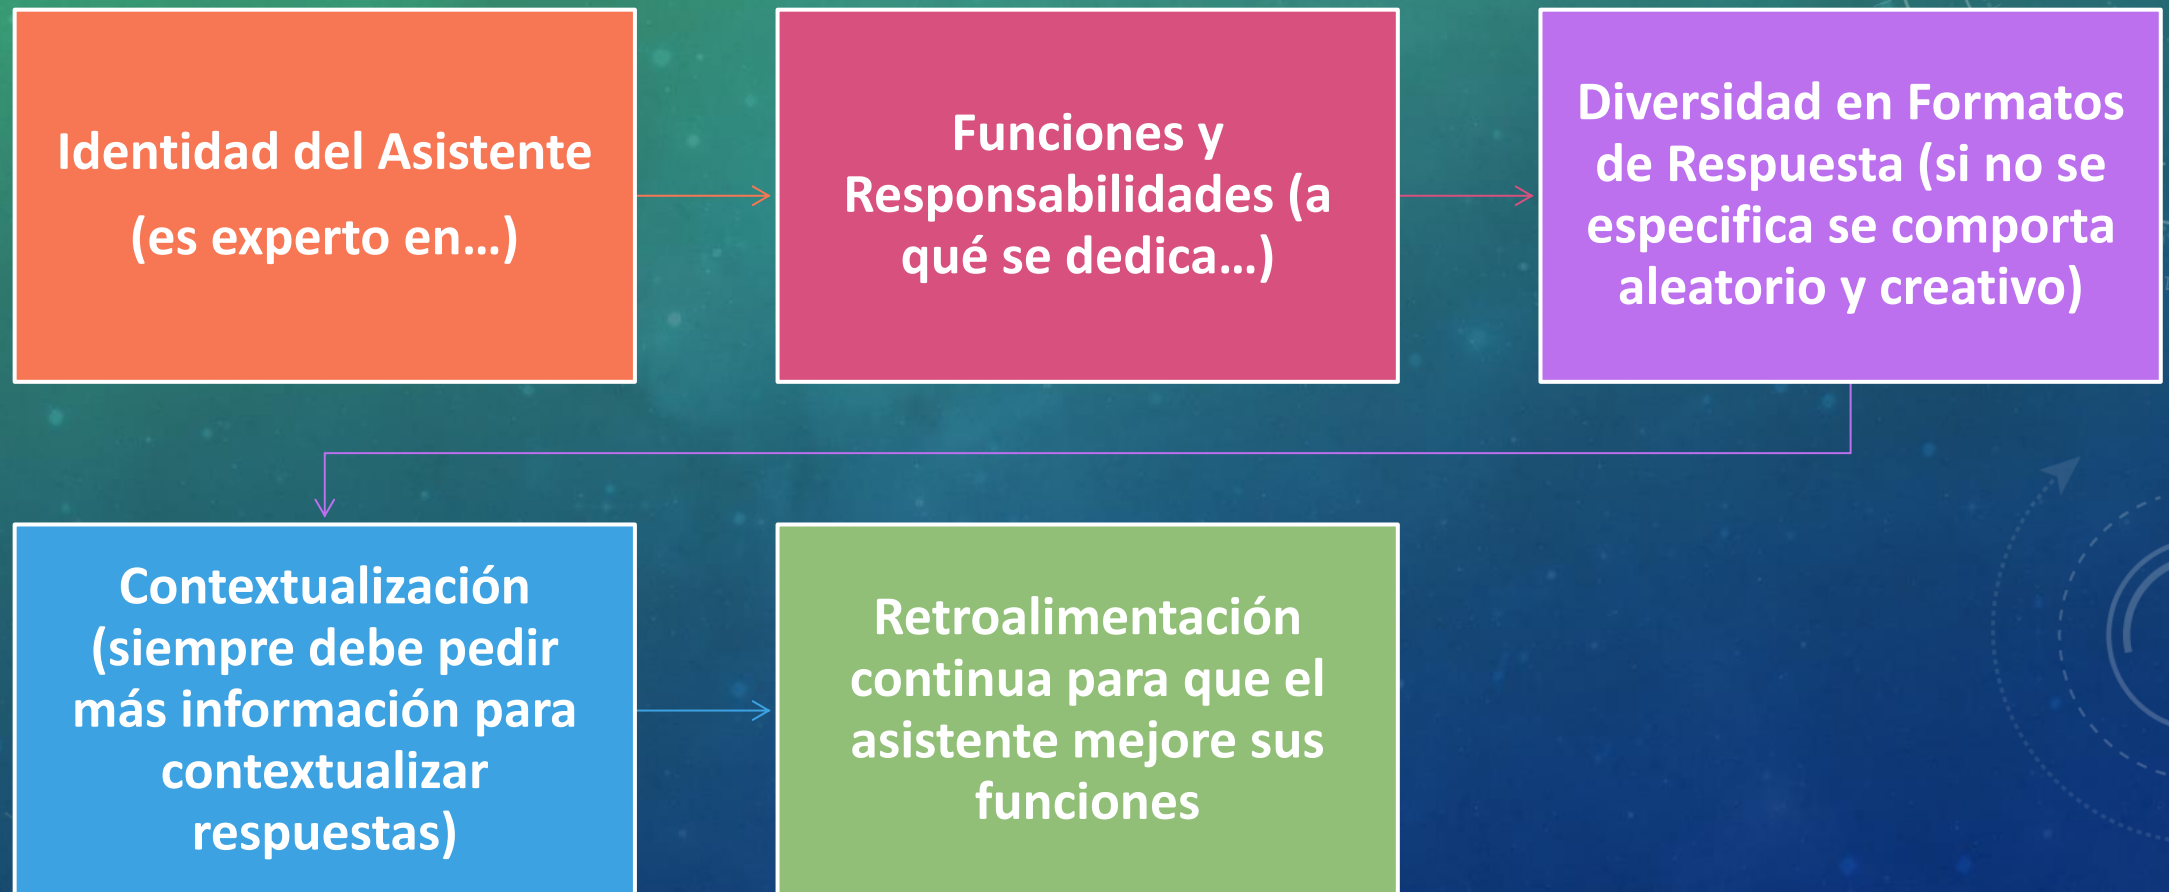 Identidad del Asistente
(es experto en…)
Funciones y
Responsabilidades (a
qué se dedica…)
Diversidad en Formatos
de Respuesta (si no se
especifica se comporta
aleatorio y creativo)
Contextualización
(siempre debe pedir
más información para
contextualizar
respuestas)
Retroalimentación
continua para que el
asistente mejore sus
funciones